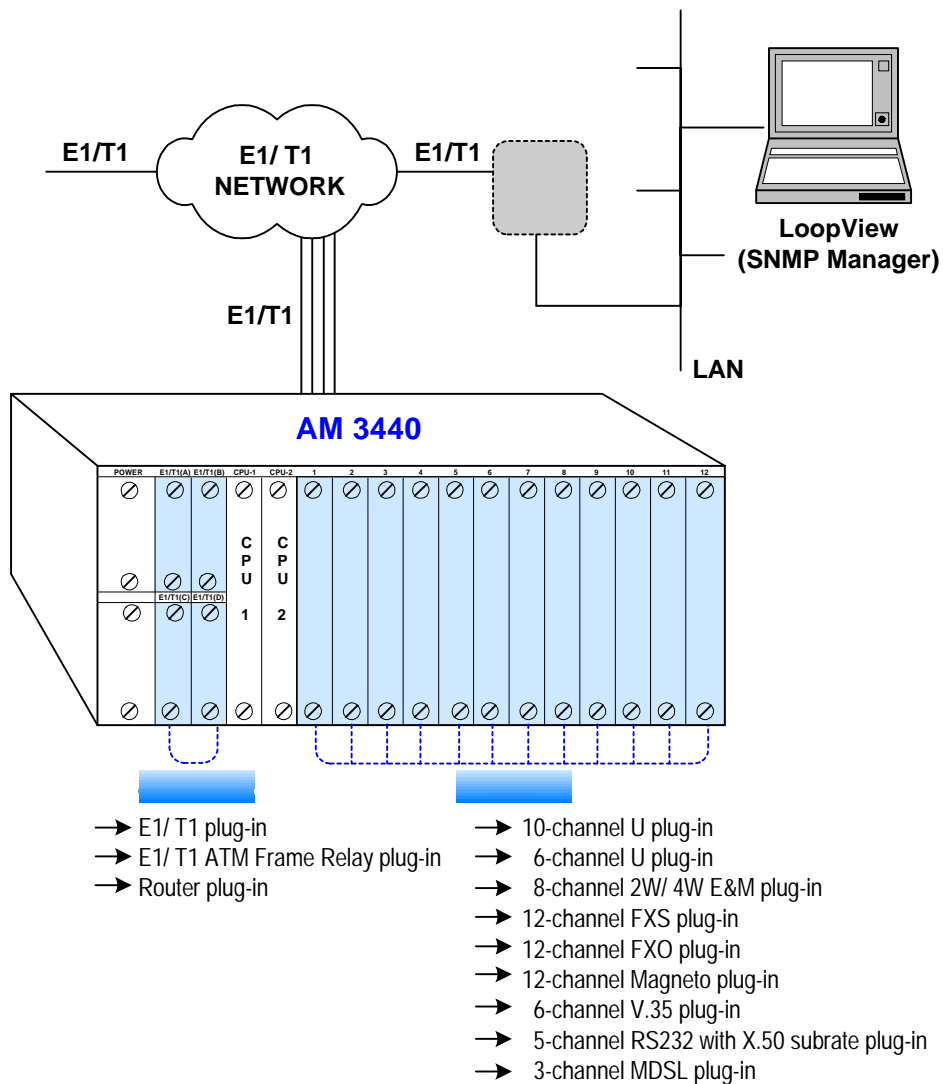 E1/T1
E1/ T1
NETWORK
E1/T1
LoopView
(SNMP Manager)
E1/T1
LAN
AM 3440
POWER E1/T1(A) E1/T1(B) CPU-1 CPU-2 1 2 3 4 5 6 7 8 9 10 11 12
CPU 1
CPU 2
E1/T1(C) E1/T1(D)
E1/ T1 plug-in
E1/ T1 ATM Frame Relay plug-in
Router plug-in
10-channel U plug-in
6-channel U plug-in
8-channel 2W/ 4W E&M plug-in
12-channel FXS plug-in
12-channel FXO plug-in
12-channel Magneto plug-in
6-channel V.35 plug-in
5-channel RS232 with X.50 subrate plug-in
3-channel MDSL plug-in